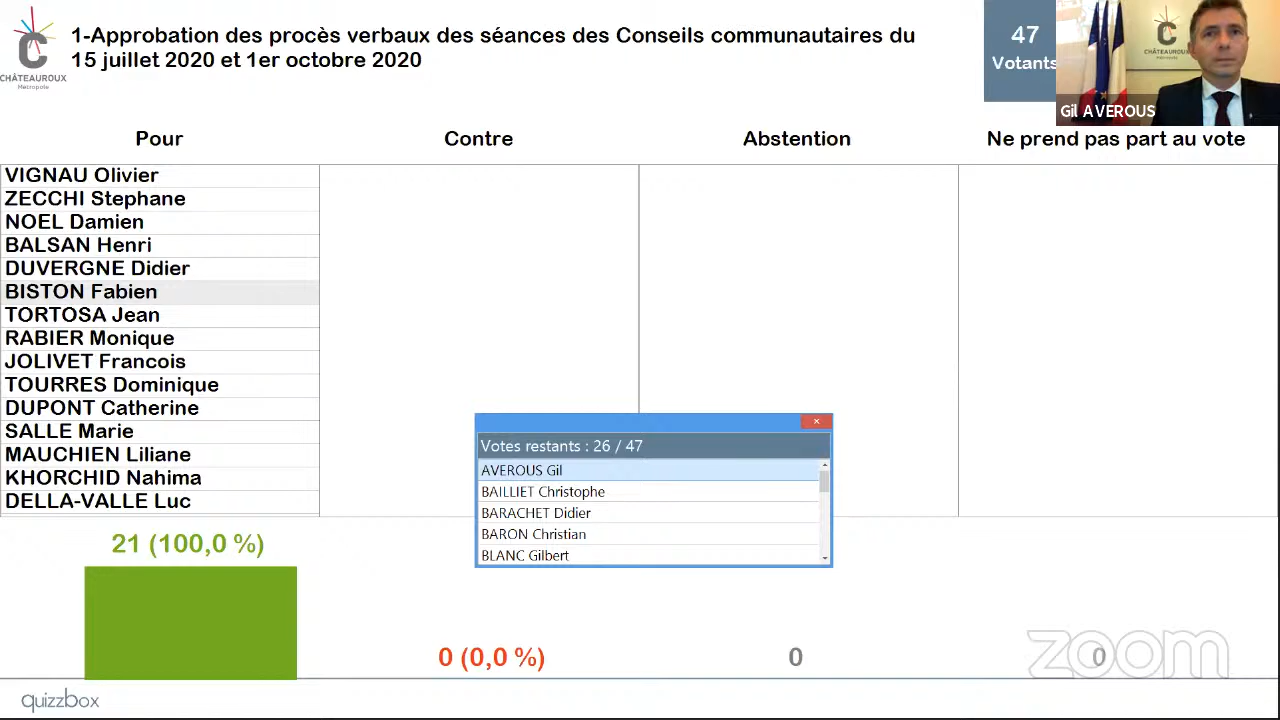 1-Approbation des procès verbaux des séances des Conseils communautaires du
15 juillet 2020 et 1er octobre 2020
CHÂTEAUROUX
Métropole
47
Votants
CHÂTEAUROUX
Gil AVEROUS
Pour
Contre
Abstention
Ne prend pas part au vote
VIGNAU Olivier
ZECCHI Stephane
NOEL Damien
BALSAN Henri
DUVERGNE Didier
BISTON Fabien
TORTOSA Jean
RABIER Monique
JOLIVET Francois
TOURRES Dominique
DUPONT Catherine
SALLE Marie
MAUCHIEN Liliane
KHORCHID Nahima
DELLA-VALLE Luc
Votes restants : 26 / 47
AVEROUS Gil
BAILLIET Christophe
BARACHET Didier
BARON Christian
BLANC Gilbert
21 (100,0 %)
0 (0,0 %)
0
0
zoom
quizzbox